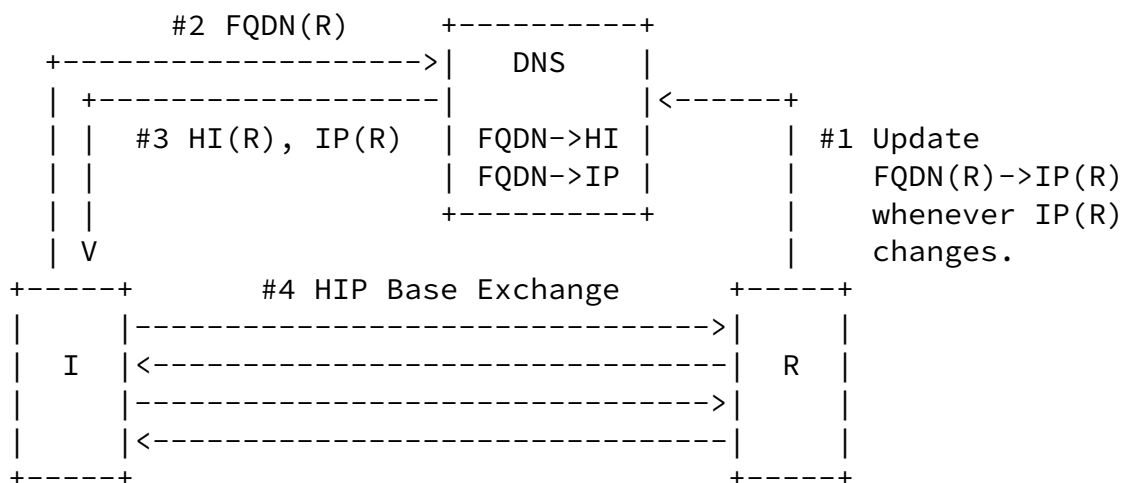 #2 FQDN(R)
DNS
#3 HI(R), IP(R) FQDN->HI #1 Update
FQDN->IP FQDN(R)->IP(R)
whenever IP(R)
V changes.
#4 HIP Base Exchange
I R